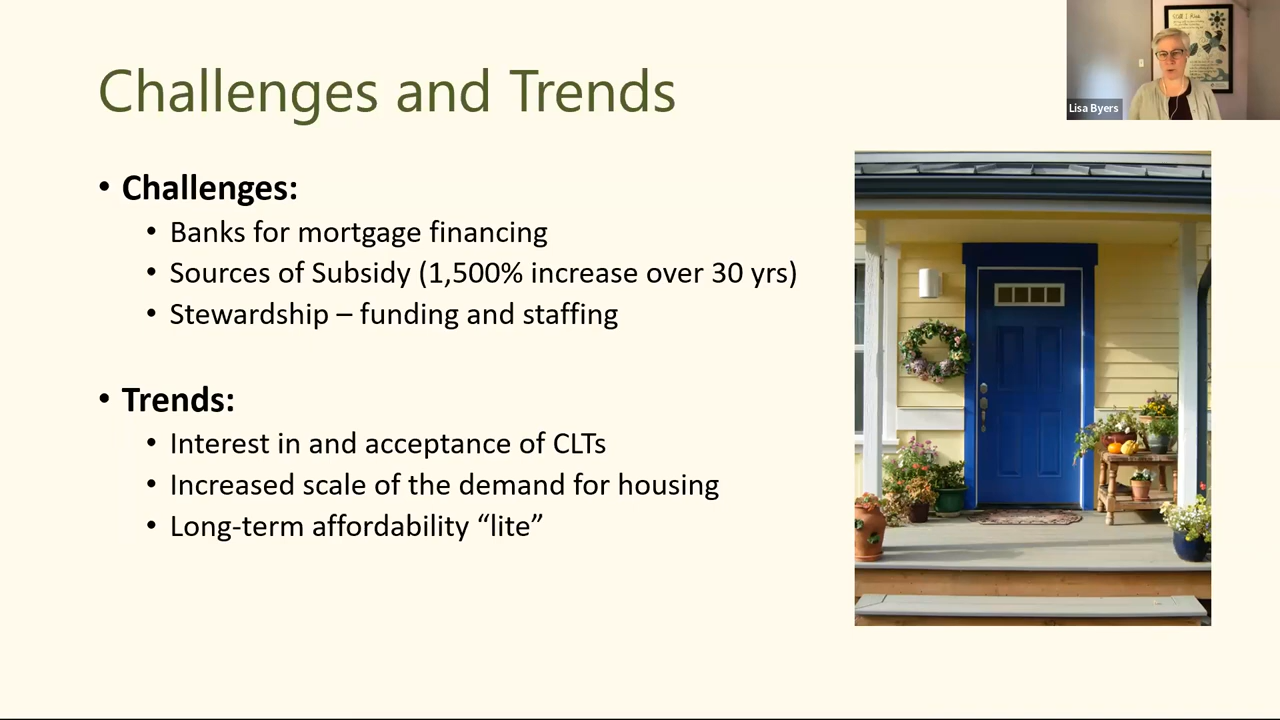 Challenges and Trends
• Challenges:
• Banks for mortgage financing
• Sources of Subsidy (1,500% increase over 30 yrs)
• Stewardship – funding and staffing
• Trends:
• Interest in and acceptance of CLTs
• Increased scale of the demand for housing
• Long-term affordability “lite”
Still I Rise
Lisa Byers